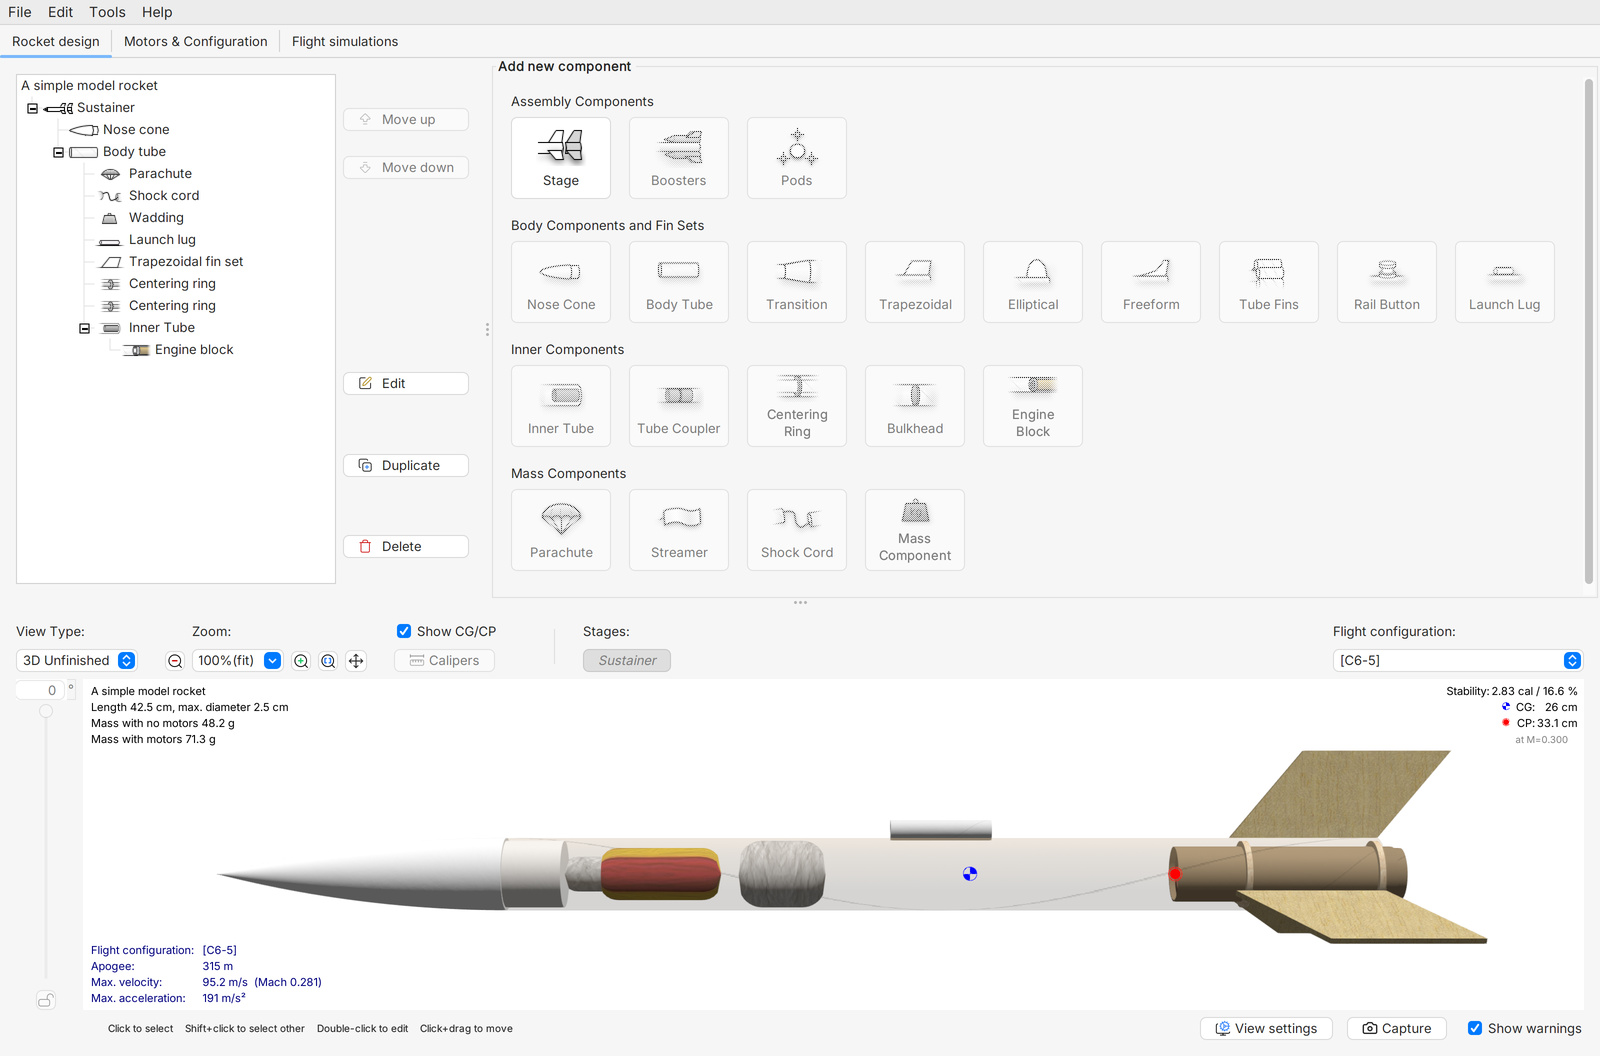 File Edit Tools Help
Rocket design Motors & Configuration Flight simulations
A simple model rocket
Sustainer
Nose cone
Body tube
Parachute
Shock cord
Wadding
Launch lug
Trapezoidal fin set
Centering ring
Centering ring
Inner Tube
Engine block
Move up
Move down
Edit
Duplicate
Delete
Add new component
Assembly Components
Stage Boosters Pods
Body Components and Fin Sets
Nose Cone Body Tube Transition Trapezoidal Elliptical Freeform Tube Fins Rail Button Launch Lug
Inner Components
Inner Tube Tube Coupler Centering Ring Bulkhead Engine Block
Mass Components
Parachute Streamer Shock Cord Mass Component
View Type: Zoom: Show CG/CP Stages: Flight configuration:
3D Unfinished 100%(fit) Calipers Sustainer [C6-5]
0 °
A simple model rocket
Length 42.5 cm, max. diameter 2.5 cm
Mass with no motors 48.2 g
Mass with motors 71.3 g
Stability: 2.83 cal / 16.6 %
CG: 26 cm
CP: 33.1 cm
at M=0.300
Flight configuration: [C6-5]
Apogee: 315 m
Max. velocity: 95.2 m/s (Mach 0.281)
Max. acceleration: 191 m/s²
Click to select Shift+click to select other Double-click to edit Click+drag to move
View settings Capture Show warnings